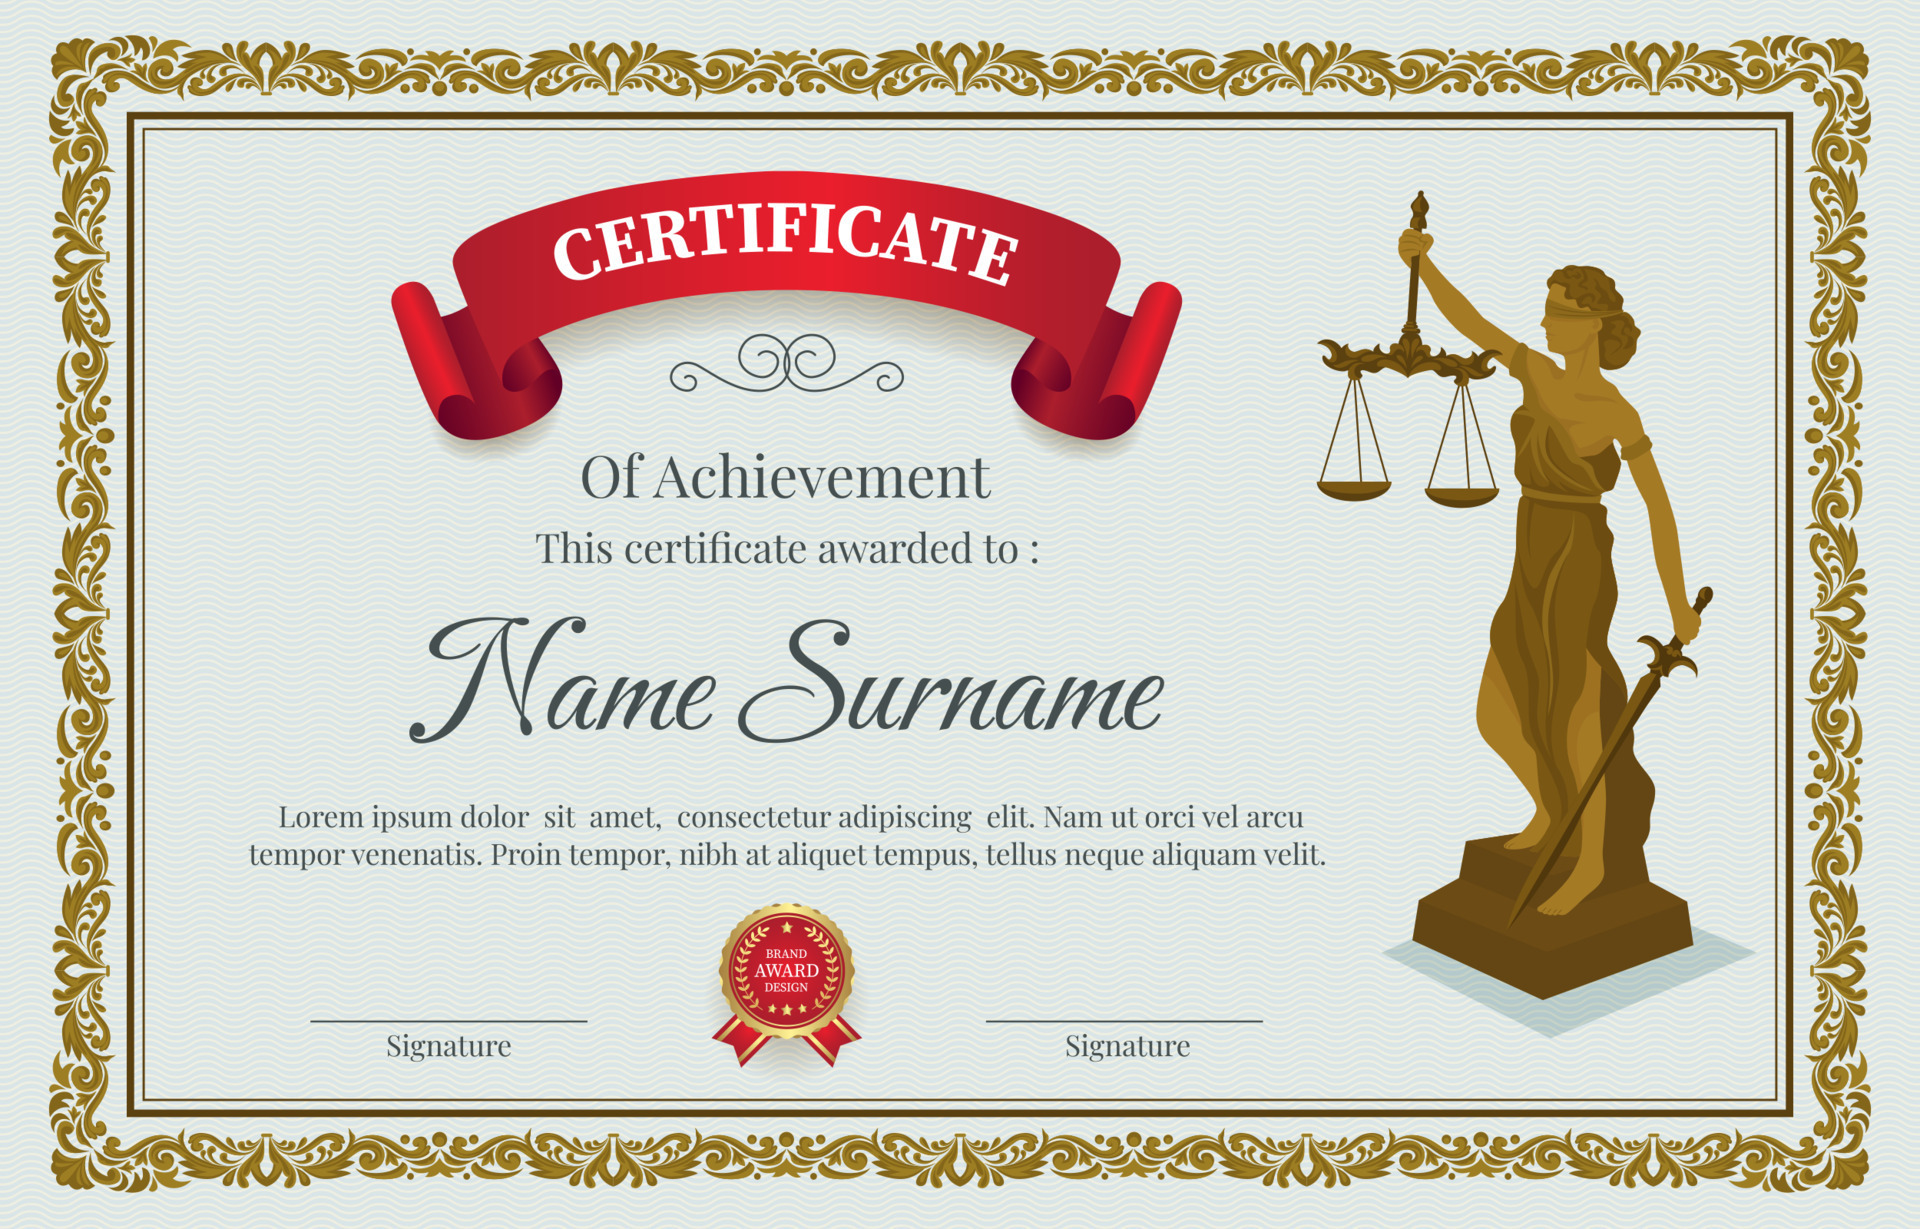 CERTIFICATE
Of Achievement
This certificate awarded to :
Name Surname
Lorem ipsum dolor sit amet, consectetur adipiscing elit. Nam ut orci vel arcu
tempor venenatis. Proin tempor, nibh at aliquet tempus, tellus neque aliquam velit.
BRAND
AWARD
DESIGN
Signature
Signature